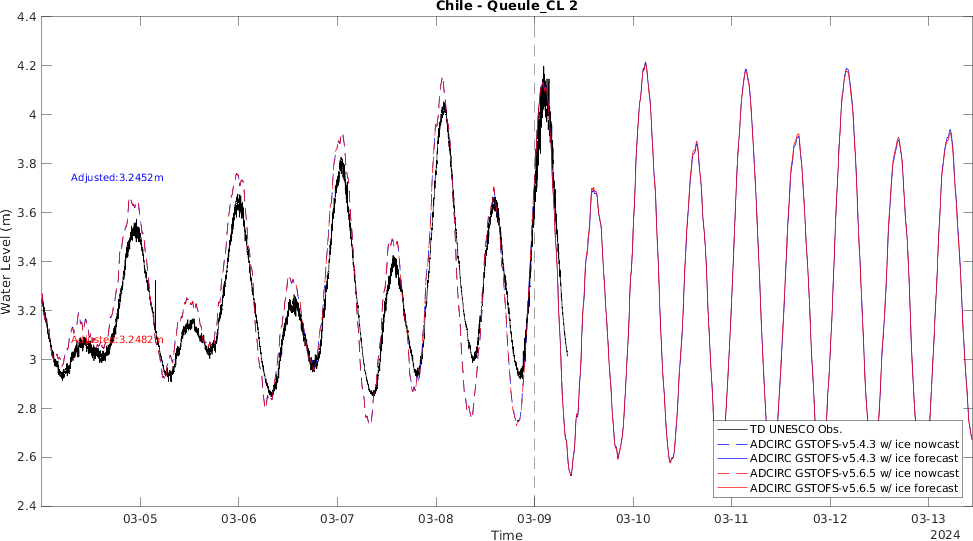 Chile - Queule_CL 2
4.4
4.2
4
3.8
3.6
3.4
3.2
3
2.8
2.6
2.4
Water Level (m)
Adjusted:3.2452m
Adjusted:3.2482m
TD UNESCO Obs.
ADCIRC GSTOFS-v5.4.3 w/ ice nowcast
ADCIRC GSTOFS-v5.4.3 w/ ice forecast
ADCIRC GSTOFS-v5.6.5 w/ ice nowcast
ADCIRC GSTOFS-v5.6.5 w/ ice forecast
03-05 03-06 03-07 03-08 03-09 03-10 03-11 03-12 03-13
Time
2024